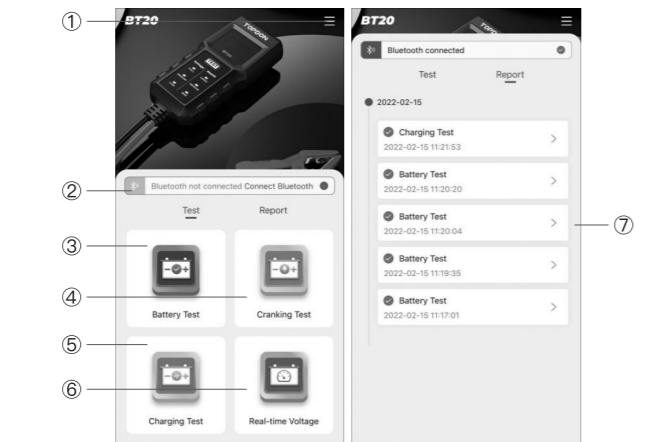 ① BT20
TOPDON
② Bluetooth not connected Connect Bluetooth
Test Report
③
④
Battery Test Cranking Test
⑤
⑥
Charging Test Real-time Voltage
BT20
TOPDON
Bluetooth connected
Test Report
2022-02-15
Charging Test
2022-02-15 11:21:53
Battery Test
2022-02-15 11:20:20
Battery Test
2022-02-15 11:20:04
⑦
Battery Test
2022-02-15 11:19:35
Battery Test
2022-02-15 11:17:01